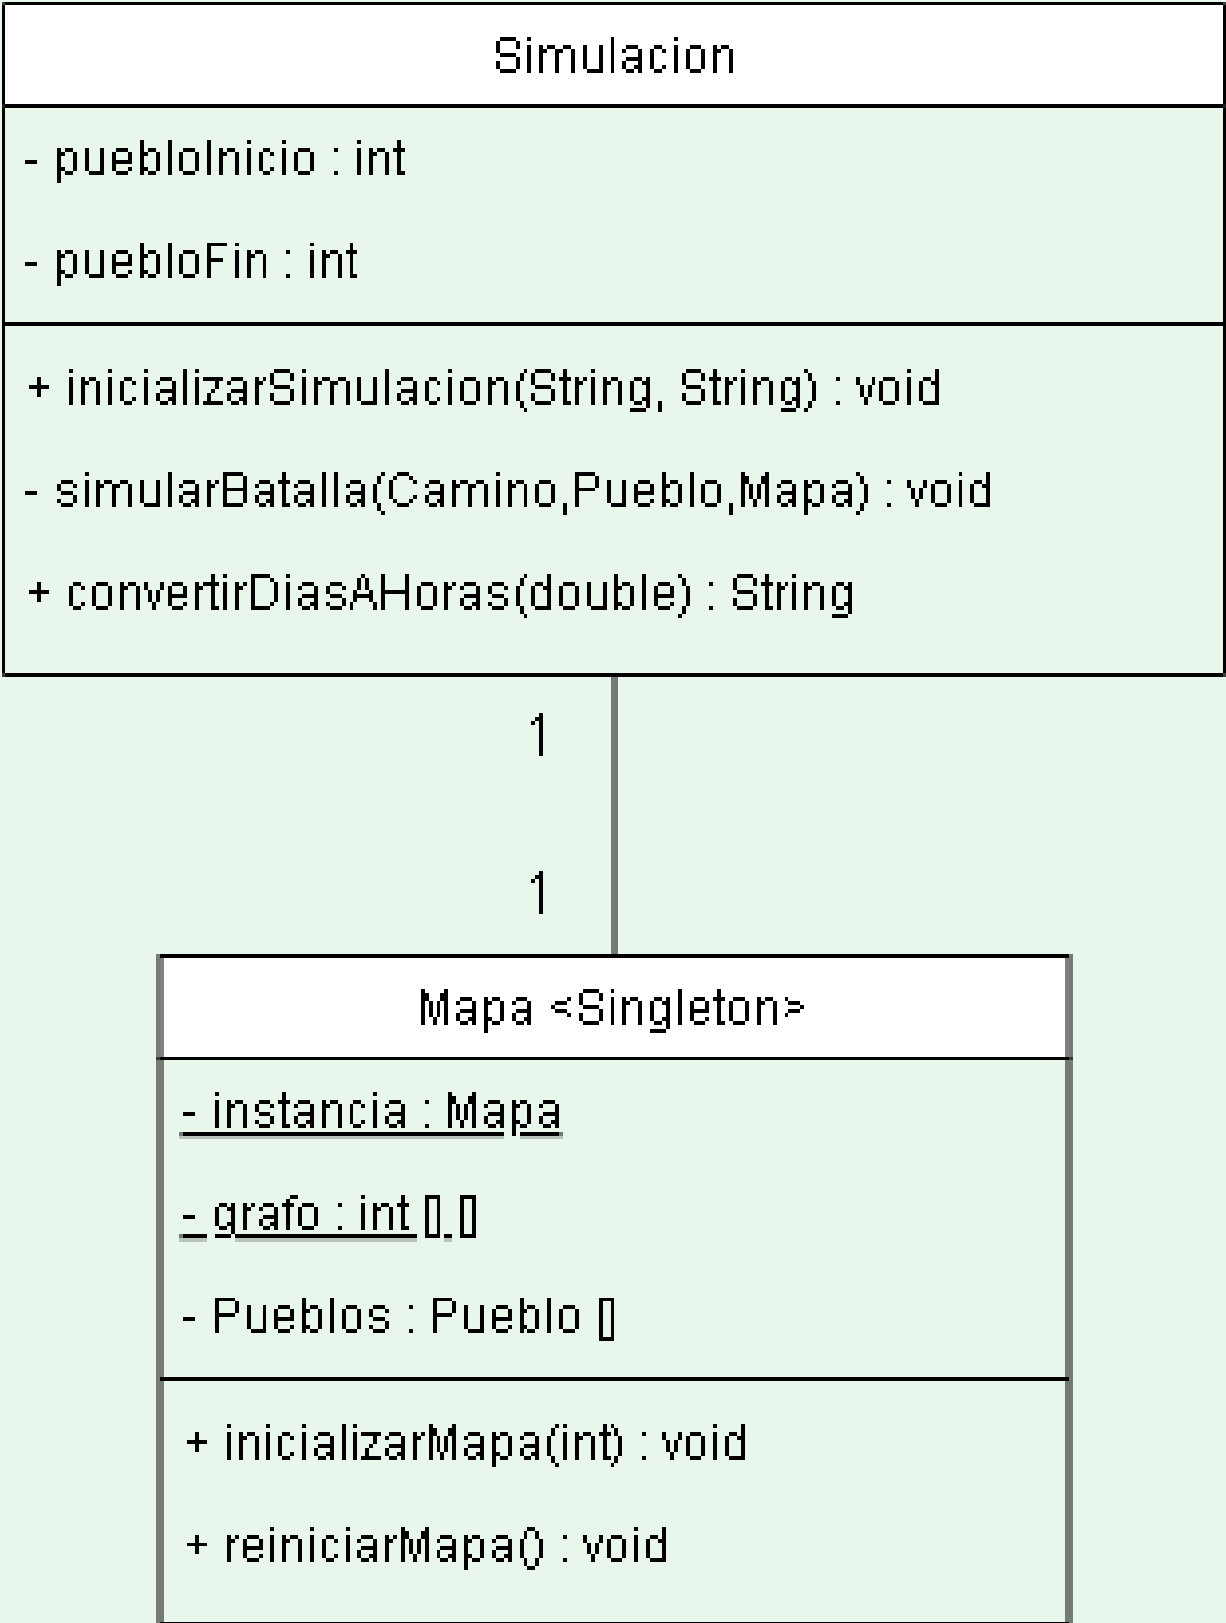 Simulacion
- puebloInicio : int
- puebloFin : int
+ inicializarSimulacion(String, String) : void
- simularBatalla(Camino,Pueblo,Mapa) : void
+ convertirDiasAHoras(double) : String
1
1
Mapa <Singleton>
- instancia : Mapa
- grafo : int [] []
- Pueblos : Pueblo []
+ inicializarMapa(int) : void
+ reiniciarMapa() : void